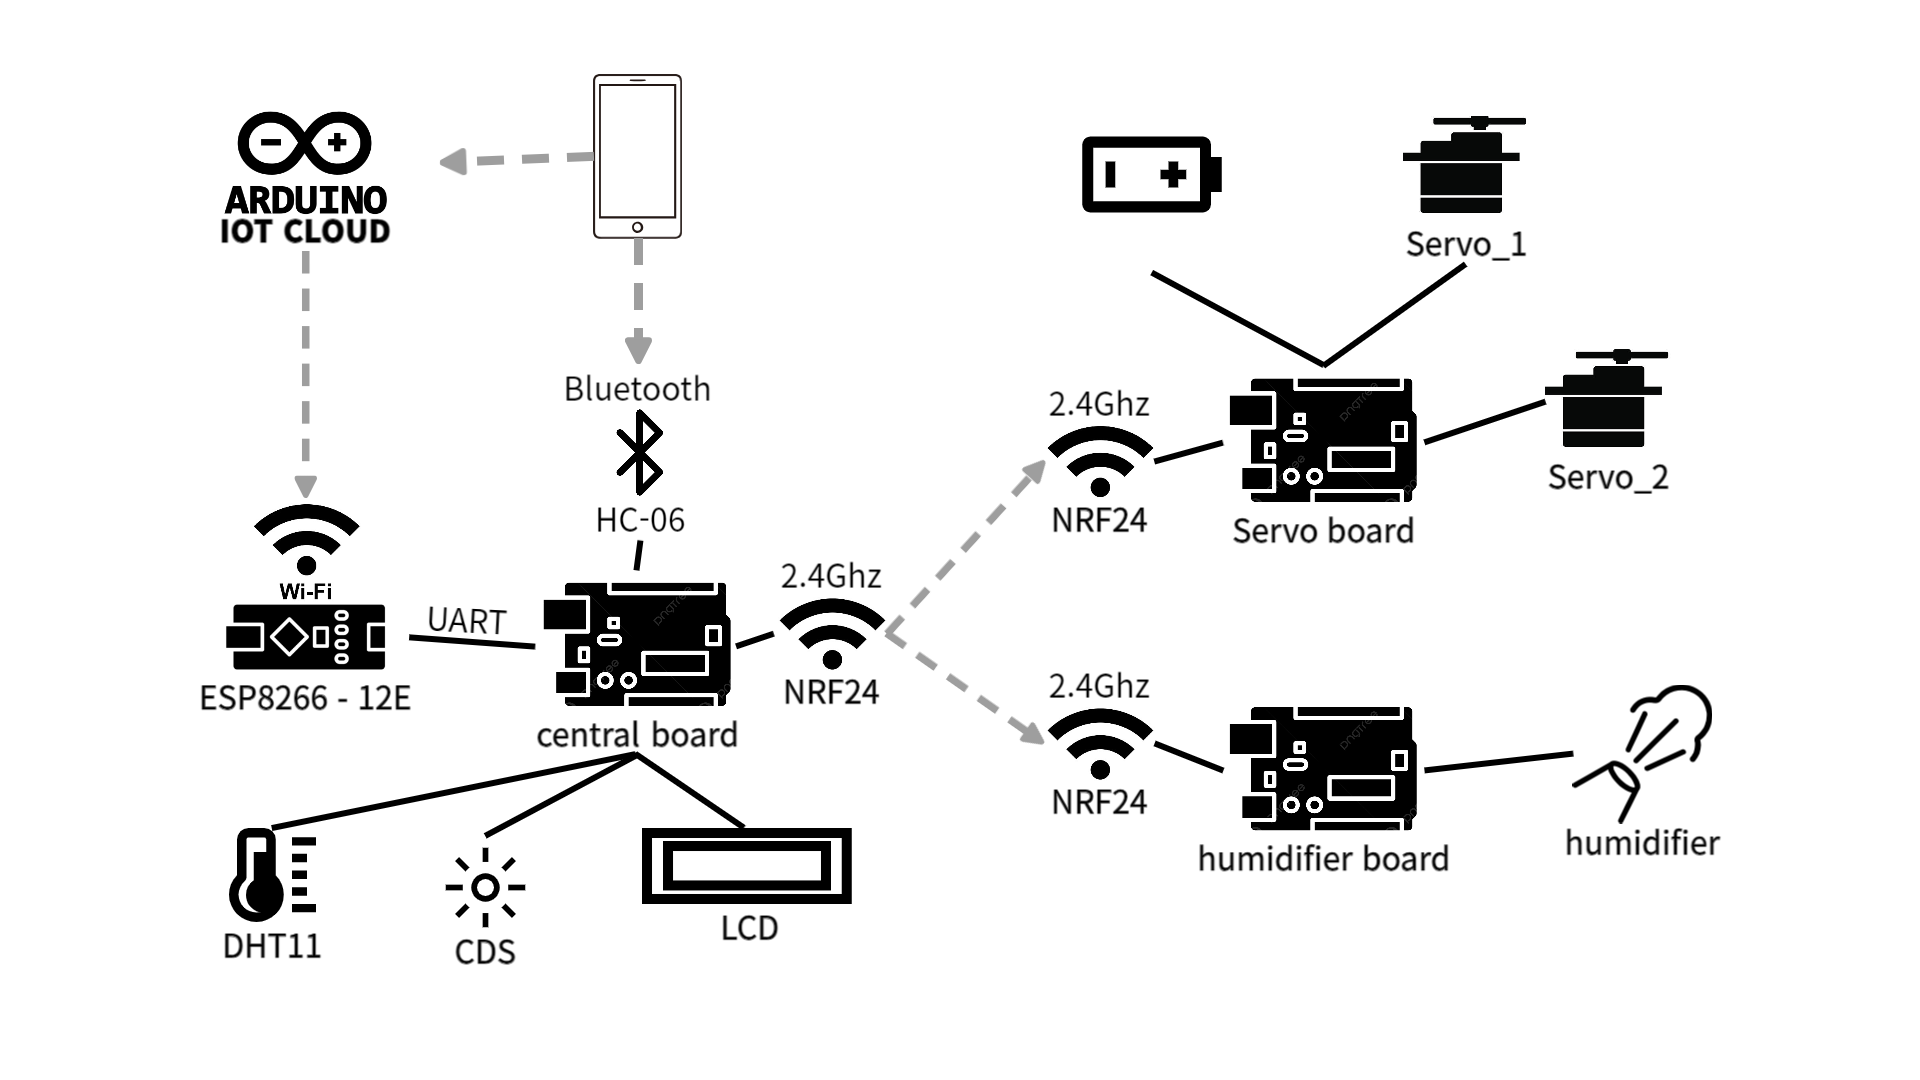 ARDUINO
IOT CLOUD
Servo_1
Bluetooth
HC-06
2.4Ghz
NRF24
Servo board
Servo_2
Wi-Fi
ESP8266 - 12E
UART
central board
2.4Ghz
NRF24
2.4Ghz
NRF24
humidifier board
humidifier
DHT11
CDS
LCD